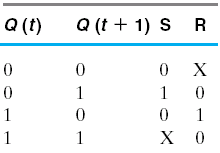 Q (t) Q (t + 1) S R
0 0 0 X
0 1 1 0
1 0 0 1
1 1 X 0